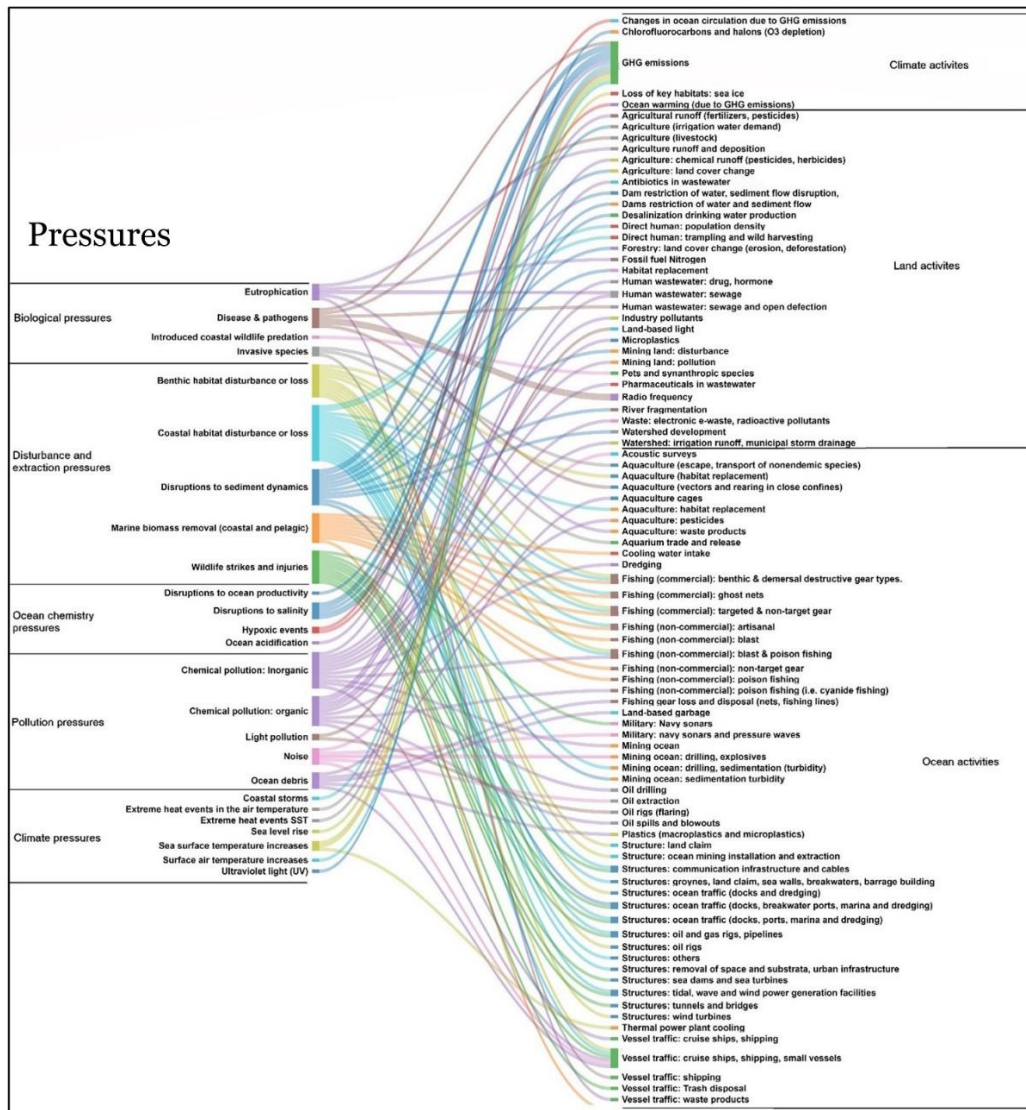 Pressures
Biological pressures
Eutrophication
Disease & pathogens
Introduced coastal wildlife predation
Invasive species
Disturbance and
extraction pressures
Benthic habitat disturbance or loss
Coastal habitat disturbance or loss
Disruptions to sediment dynamics
Marine biomass removal (coastal and pelagic)
Wildlife strikes and injuries
Ocean chemistry
pressures
Disruptions to ocean productivity
Disruptions to salinity
Hypoxic events
Ocean acidification
Pollution pressures
Chemical pollution: Inorganic
Chemical pollution: organic
Light pollution
Noise
Ocean debris
Climate pressures
Coastal storms
Extreme heat events in the air temperature
Extreme heat events SST
Sea level rise
Sea surface temperature increases
Surface air temperature increases
Ultraviolet light (UV)
Changes in ocean circulation due to GHG emissions
Chlorofluorocarbons and halons (O3 depletion)
GHG emissions
Loss of key habitats: sea ice
Ocean warming (due to GHG emissions)
Climate activites
Agricultural runoff (fertilizers, pesticides)
Agriculture (irrigation water demand)
Agriculture (livestock)
Agriculture runoff and deposition
Agriculture: chemical runoff (pesticides, herbicides)
Agriculture: land cover change
Antibiotics in wastewater
Dam restriction of water, sediment flow disruption,
Dams restriction of water and sediment flow
Desalinization drinking water production
Direct human: population density
Direct human: trampling and wild harvesting
Forestry: land cover change (erosion, deforestation)
Fossil fuel Nitrogen
Habitat replacement
Human wastewater: drug, hormone
Human wastewater: sewage
Human wastewater: sewage and open defection
Industry pollutants
Land-based light
Microplastics
Mining land: disturbance
Mining land: pollution
Pets and synanthropic species
Pharmaceuticals in wastewater
Radio frequency
River fragmentation
Waste: electronic e-waste, radioactive pollutants
Watershed development
Watershed: irrigation runoff, municipal storm drainage
Land activites
Acoustic surveys
Aquaculture (escape, transport of nonendemic species)
Aquaculture (habitat replacement)
Aquaculture (vectors and rearing in close confines)
Aquaculture cages
Aquaculture: habitat replacement
Aquaculture: pesticides
Aquaculture: waste products
Aquarium trade and release
Cooling water intake
Dredging
Fishing (commercial): benthic & demersal destructive gear types.
Fishing (commercial): ghost nets
Fishing (commercial): targeted & non-target gear
Fishing (non-commercial): artisanal
Fishing (non-commercial): blast
Fishing (non-commercial): blast & poison fishing
Fishing (non-commercial): non-target gear
Fishing (non-commercial): poison fishing
Fishing (non-commercial): poison fishing (i.e. cyanide fishing)
Fishing gear loss and disposal (nets, fishing lines)
Land-based garbage
Military: Navy sonars
Military: navy sonars and pressure waves
Mining ocean
Mining ocean: drilling, explosives
Mining ocean: drilling, sedimentation (turbidity)
Mining ocean: sedimentation turbidity
Oil drilling
Oil extraction
Oil rigs (flaring)
Oil spills and blowouts
Plastics (macroplastics and microplastics)
Structure: land claim
Structure: ocean mining installation and extraction
Structures: communication infrastructure and cables
Structures: groynes, land claim, sea walls, breakwaters, barrage building
Structures: ocean traffic (docks and dredging)
Structures: ocean traffic (docks, breakwater ports, marina and dredging)
Structures: ocean traffic (docks, ports, marina and dredging)
Structures: oil and gas rigs, pipelines
Structures: oil rigs
Structures: others
Structures: removal of space and substrata, urban infrastructure
Structures: sea dams and sea turbines
Structures: tidal, wave and wind power generation facilities
Structures: tunnels and bridges
Structures: wind turbines
Thermal power plant cooling
Vessel traffic: cruise ships, shipping
Vessel traffic: cruise ships, shipping, small vessels
Vessel traffic: shipping
Vessel traffic: Trash disposal
Vessel traffic: waste products
Ocean activities